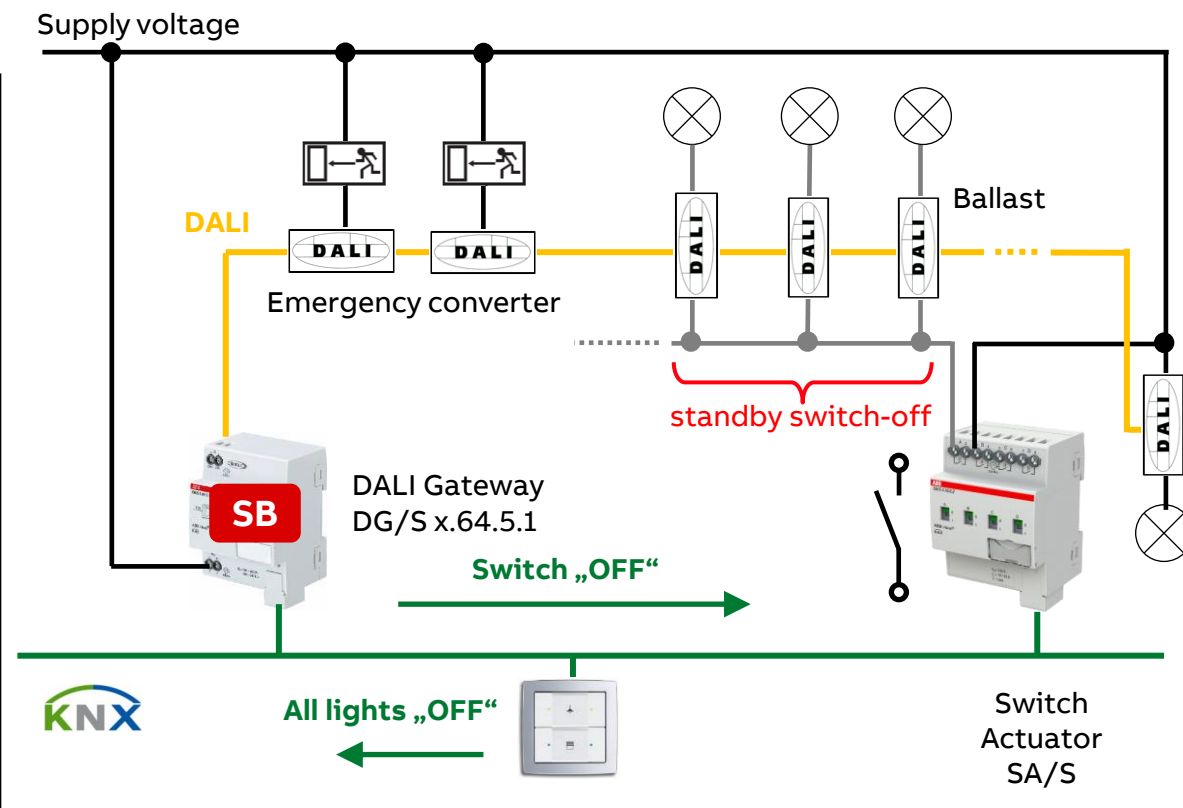 Supply voltage
DALI
DALI
DALI
Emergency converter
DALI
DALI
DALI
Ballast
standby switch-off
DALI
SB
DALI Gateway
DG/S x.64.5.1
Switch „OFF“
ABB
KNX
All lights „OFF“
Switch
Actuator
SA/S